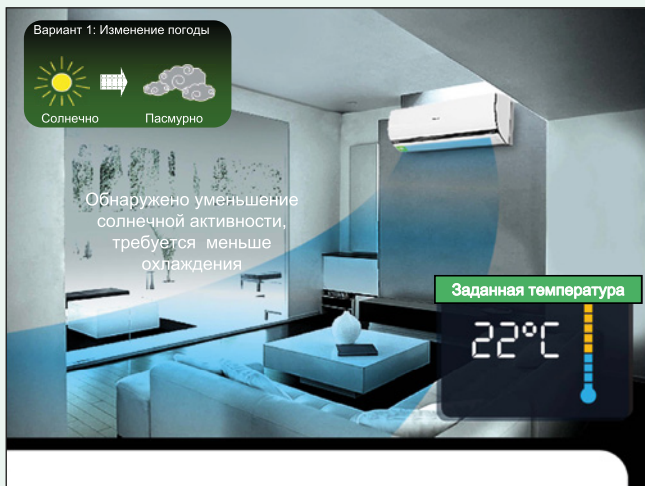 Вариант 1: Изменение погоды
Солнечно
Пасмурно
Обнаружено уменьшение
солнечной активности,
требуется меньше
охлаждения
Заданная температура
22°C